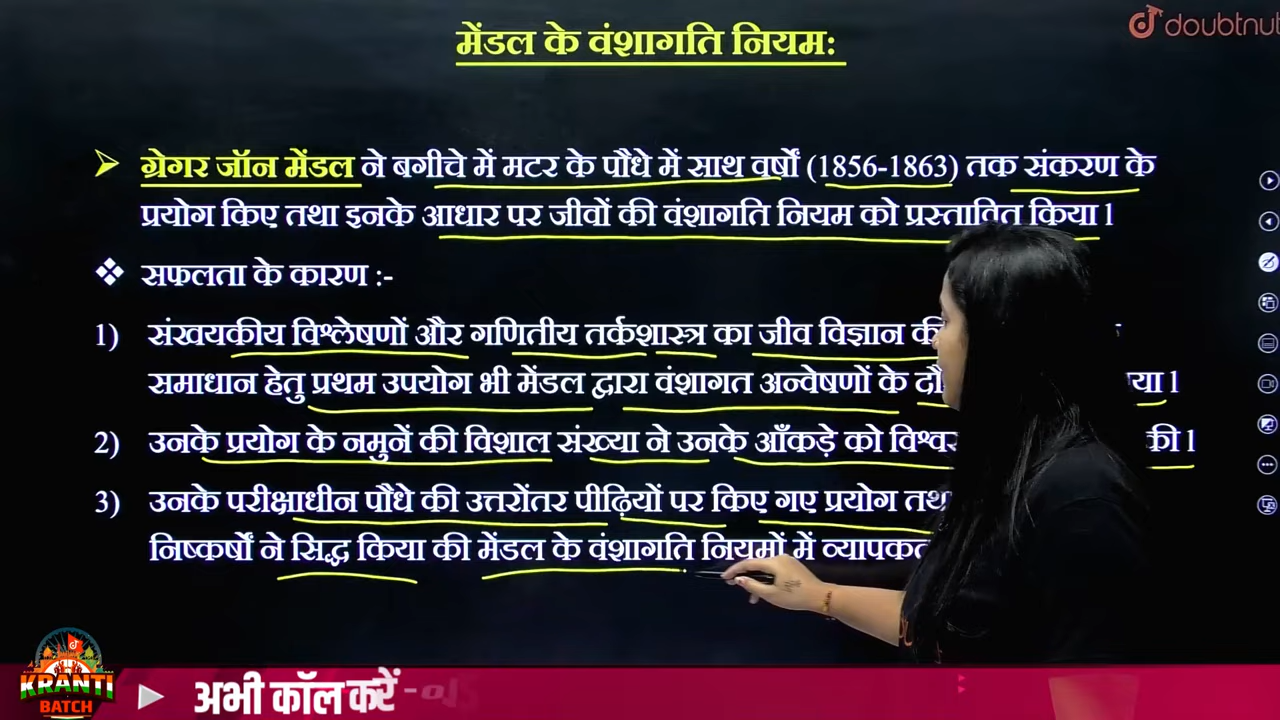 doubtnut
मेंडल के वंशागति नियम:
ग्रेगर जॉन मेंडल ने बगीचे में मटर के पौधे में साथ वर्षों (1856-1863) तक संकरण के
प्रयोग किए तथा इनके आधार पर जीवों की वंशागति नियम को प्रस्तावित किया l
सफलता के कारण :-
1) संखयकीय विश्लेषणों और गणितीय तर्कशास्त्र का जीव विज्ञान की
समाधान हेतु प्रथम उपयोग भी मेंडल द्वारा वंशागत अन्वेषणों के
2) उनके प्रयोग के नमुनें की विशाल संख्या ने उनके आँकड़े को की l
3) उनके परीक्षाधीन पौधे की उत्तरोंतर पीढ़ियों पर किए गए प्रयोग
निष्कर्षों ने सिद्ध किया की मेंडल के वंशागति नियमों में
KRANTI
BATCH
अभी कॉल करें -